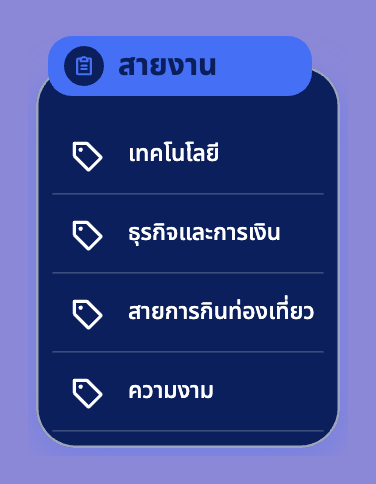 สายงาน
เทคโนโลยี
ธุรกิจและการเงิน
สายการกินท่องเที่ยว
ความงาม